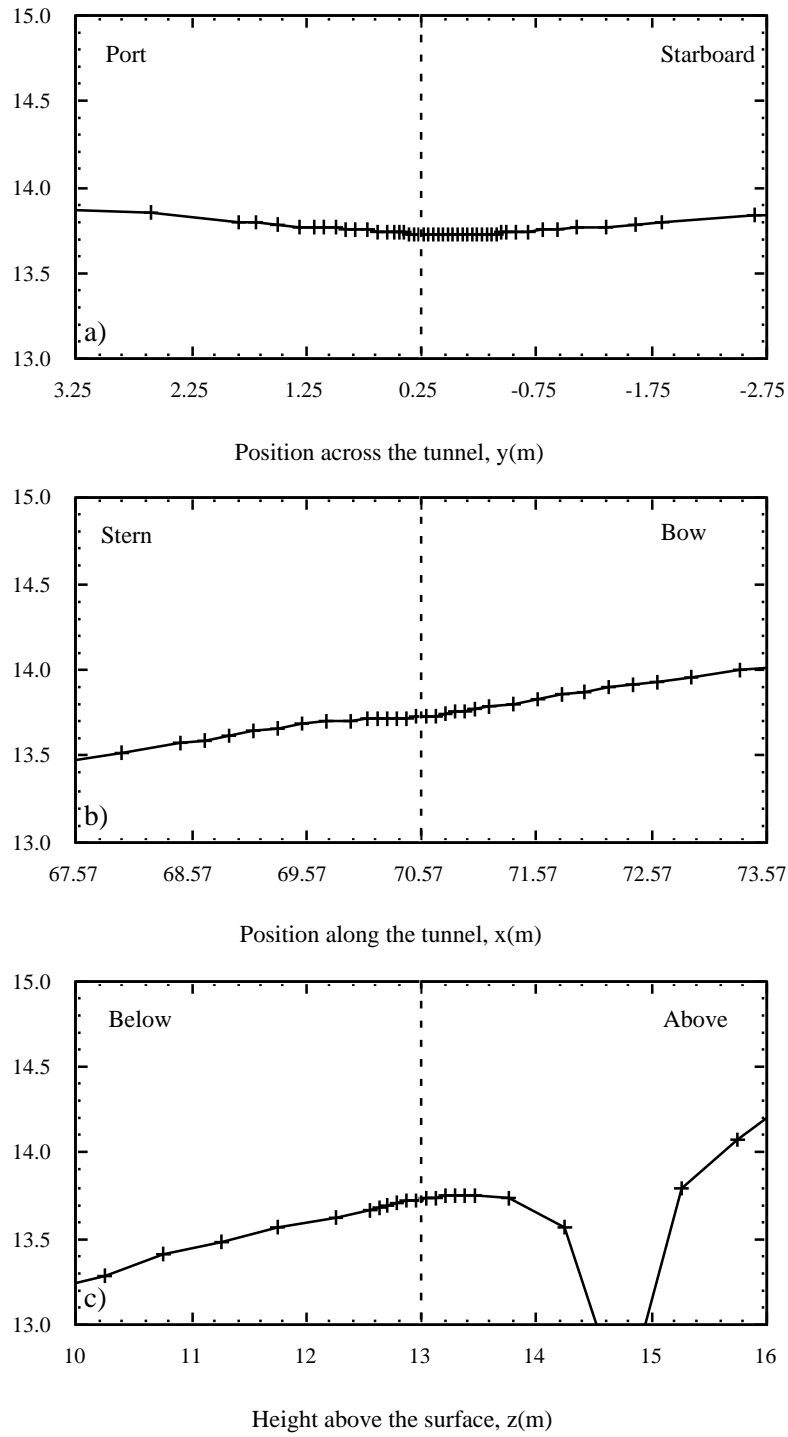 15.0
Port Starboard
14.5
14.0
13.5
a)
13.0
3.25 2.25 1.25 0.25 -0.75 -1.75 -2.75
Position across the tunnel, y(m)
15.0
Stern Bow
14.5
14.0
13.5
b)
13.0
67.57 68.57 69.57 70.57 71.57 72.57 73.57
Position along the tunnel, x(m)
15.0
Below Above
14.5
14.0
13.5
c)
13.0
10 11 12 13 14 15 16
Height above the surface, z(m)